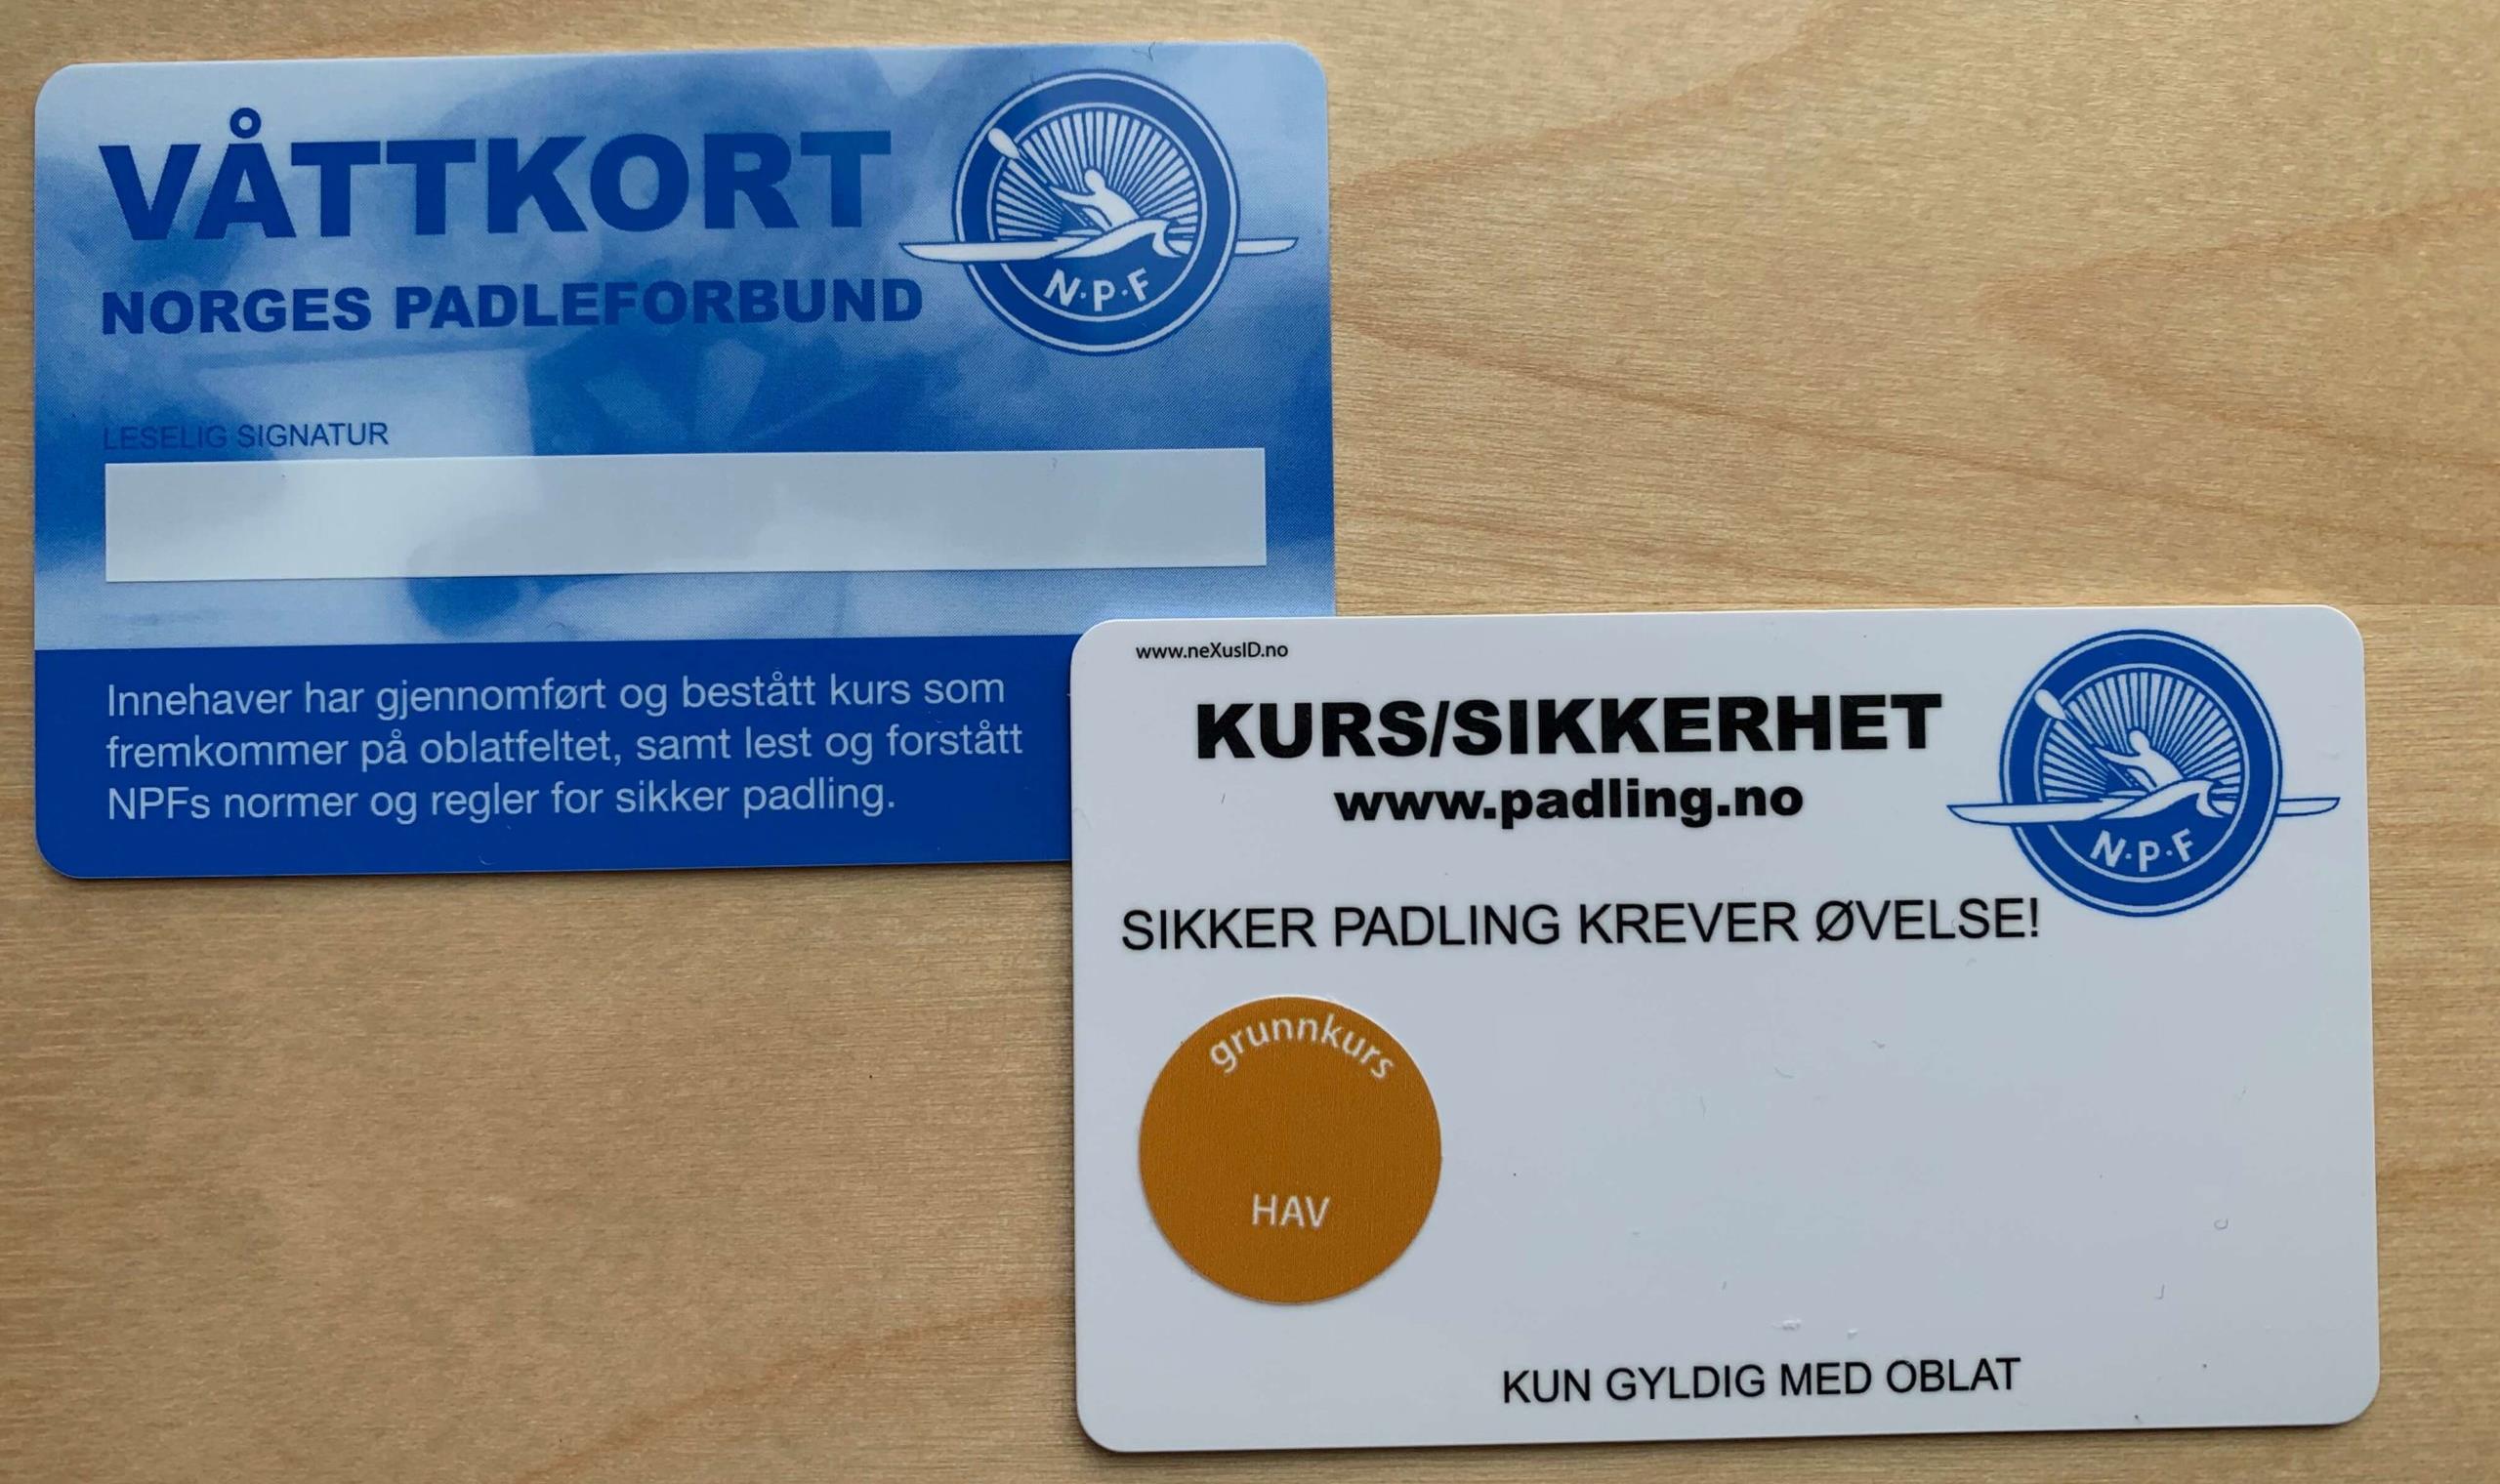 VÅTTKORT
NORGES PADLEFORBUND
N·P·F
LESELIG SIGNATUR
Innehaver har gjennomført og bestått kurs som
fremkommer på oblatfeltet, samt lest og forstått
NPFs normer og regler for sikker padling.
www.neXusID.no
KURS/SIKKERHET
www.padling.no
N·P·F
SIKKER PADLING KREVER ØVELSE!
grunnkurs
HAV
KUN GYLDIG MED OBLAT